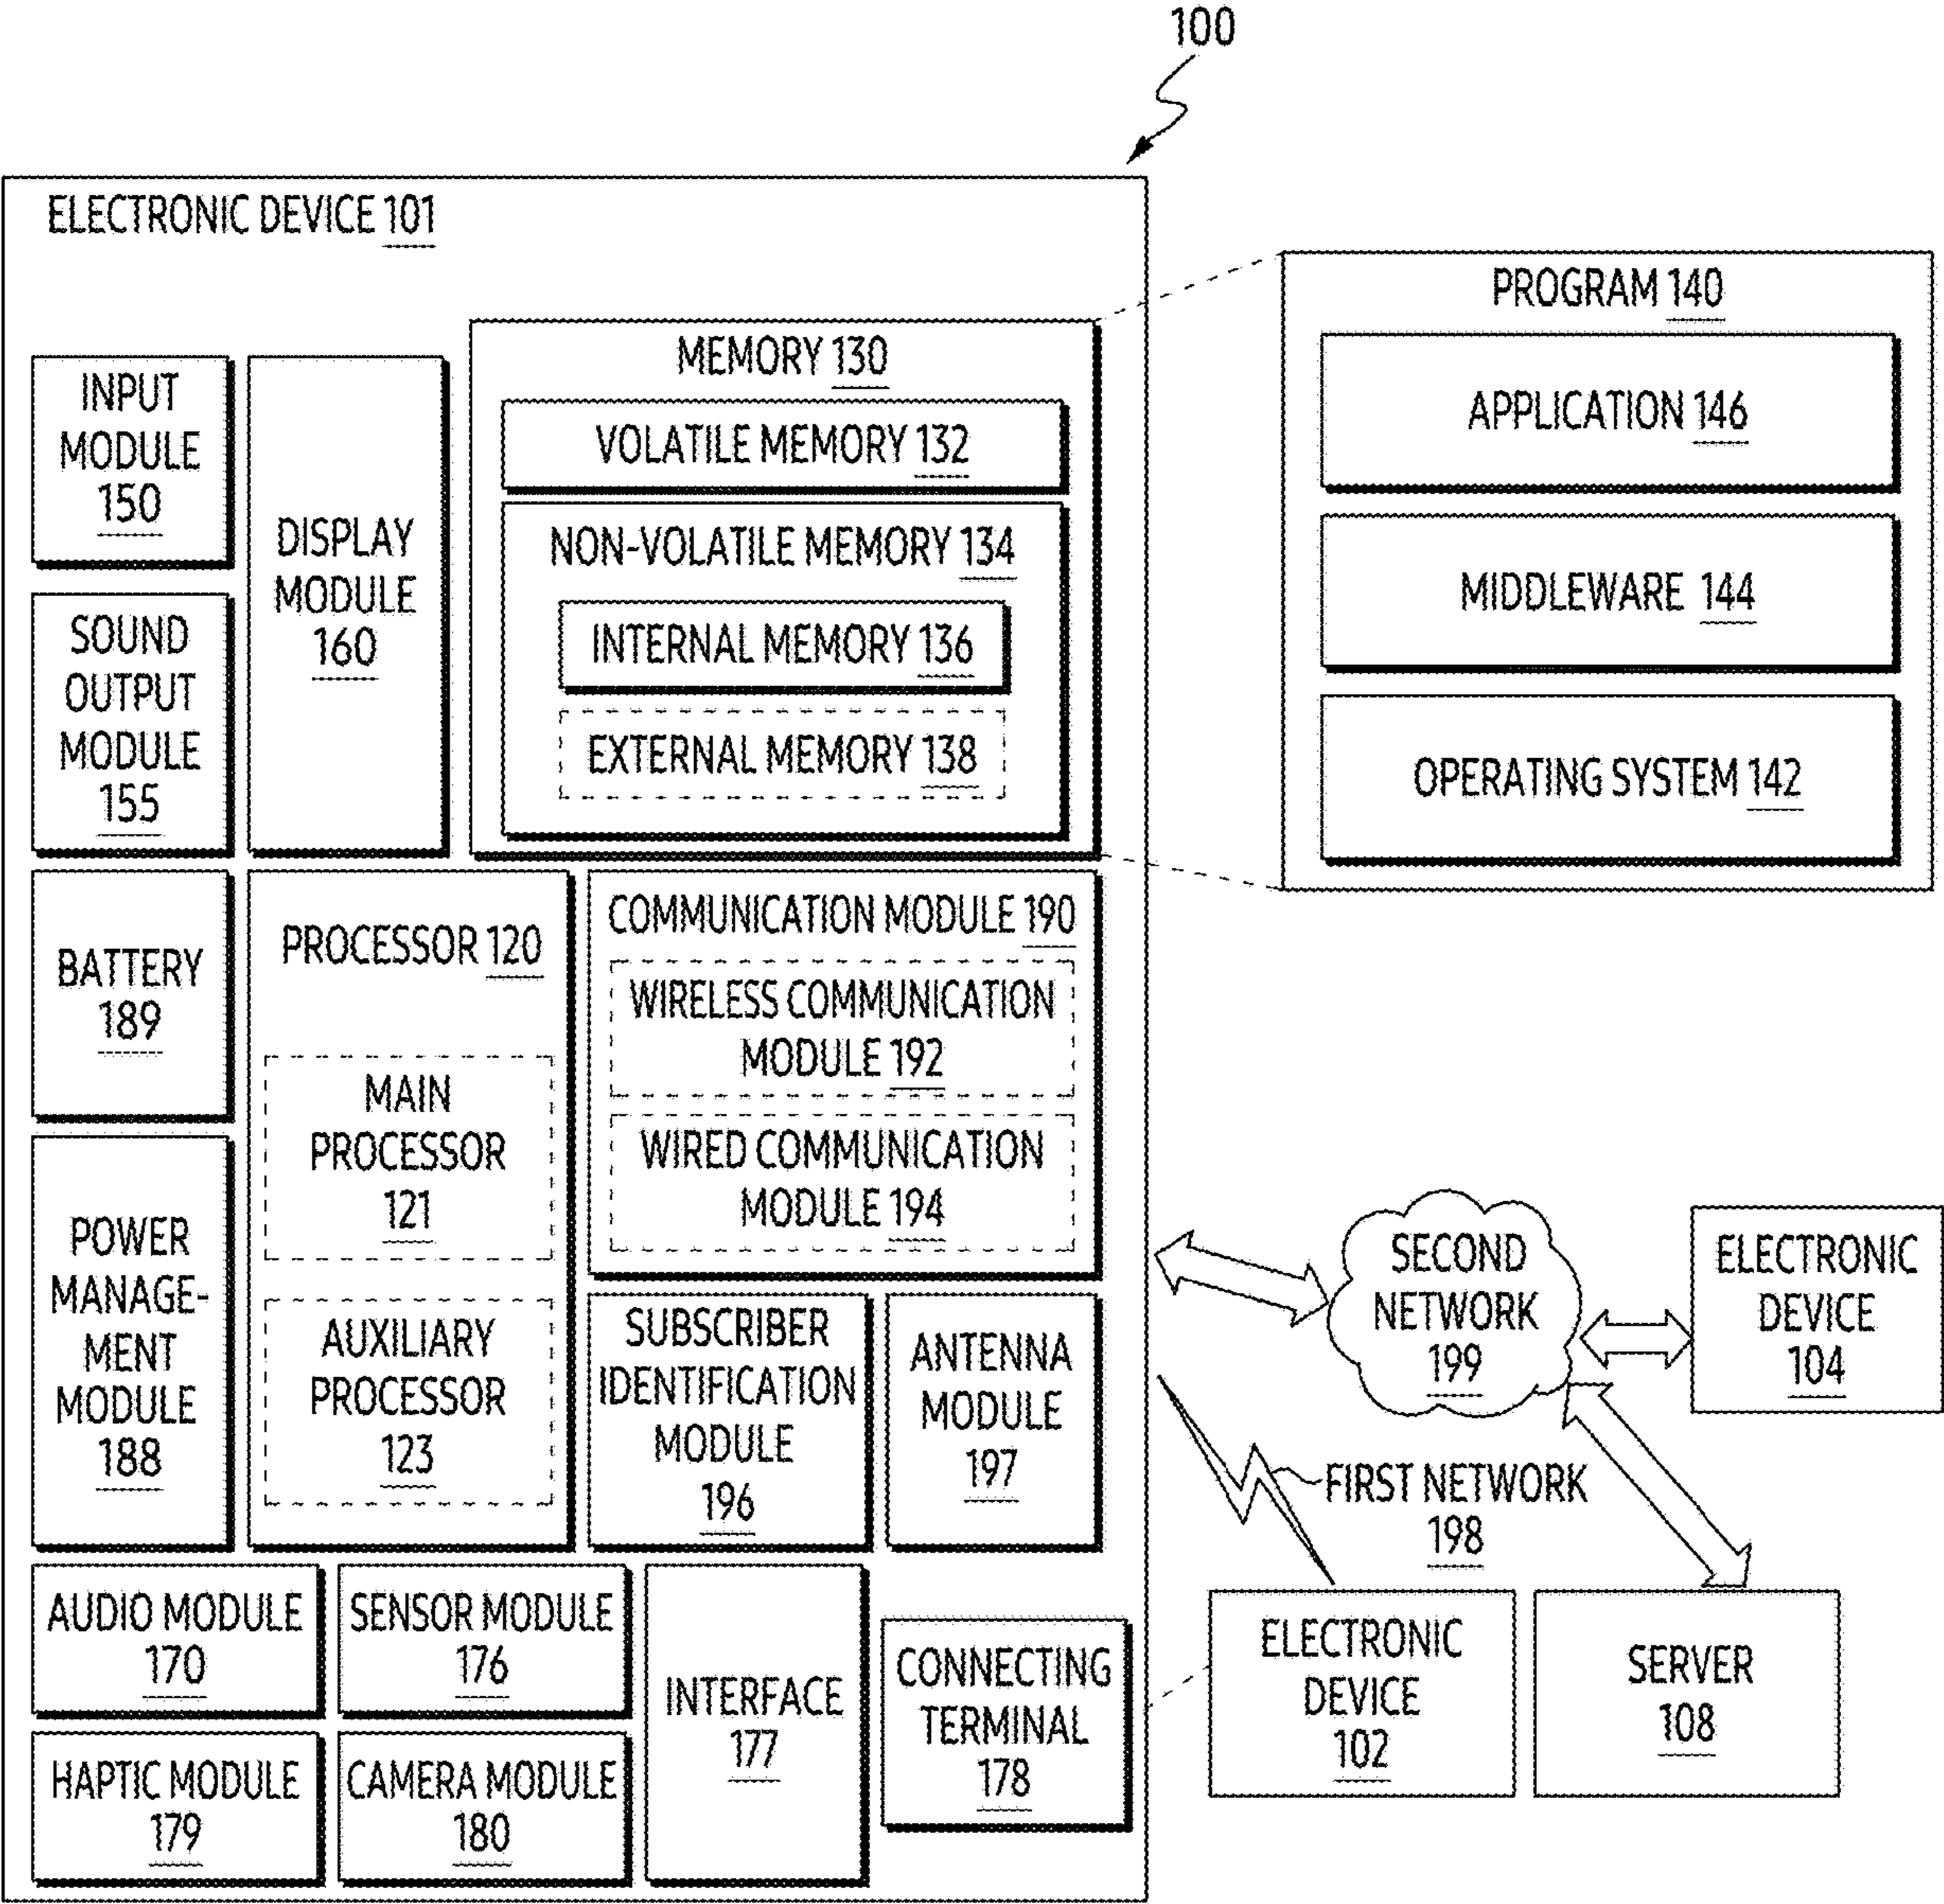 100
ELECTRONIC DEVICE 101
INPUT
MODULE
150
SOUND
OUTPUT
MODULE
155
DISPLAY
MODULE
160
MEMORY 130
VOLATILE MEMORY 132
NON-VOLATILE MEMORY 134
INTERNAL MEMORY 136
EXTERNAL MEMORY 138
PROGRAM 140
APPLICATION 146
MIDDLEWARE 144
OPERATING SYSTEM 142
BATTERY
189
POWER
MANAGE-
MENT
MODULE
188
PROCESSOR 120
MAIN
PROCESSOR
121
AUXILIARY
PROCESSOR
123
COMMUNICATION MODULE 190
WIRELESS COMMUNICATION
MODULE 192
WIRED COMMUNICATION
MODULE 194
SUBSCRIBER
IDENTIFICATION
MODULE
196
ANTENNA
MODULE
197
SECOND
NETWORK
199
ELECTRONIC
DEVICE
104
FIRST NETWORK
198
AUDIO MODULE
170
SENSOR MODULE
176
INTERFACE
177
CONNECTING
TERMINAL
178
HAPTIC MODULE
179
CAMERA MODULE
180
ELECTRONIC
DEVICE
102
SERVER
108